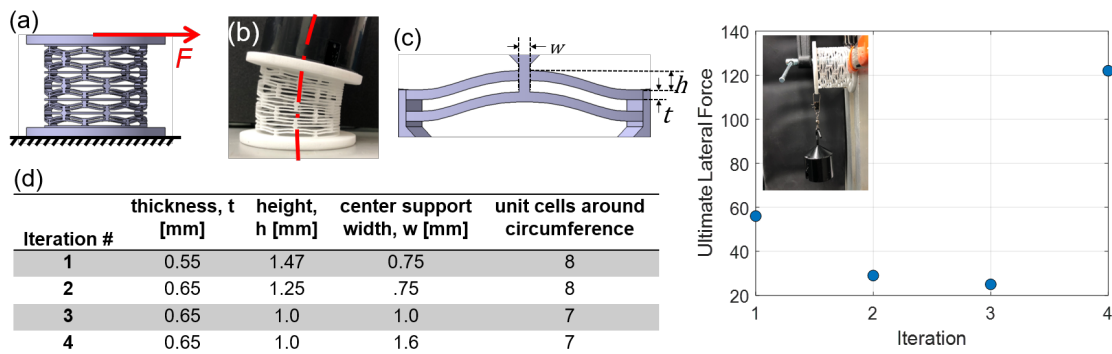 (a)
F
(b)
(c)
w
h
t
(d)
Iteration #
thickness, t
[mm]
height,
h [mm]
center support
width, w [mm]
unit cells around
circumference
1 0.55 1.47 0.75 8
2 0.65 1.25 .75 8
3 0.65 1.0 1.0 7
4 0.65 1.0 1.6 7
Ultimate Lateral Force
140
120
100
80
60
40
20
1 2 3 4
Iteration